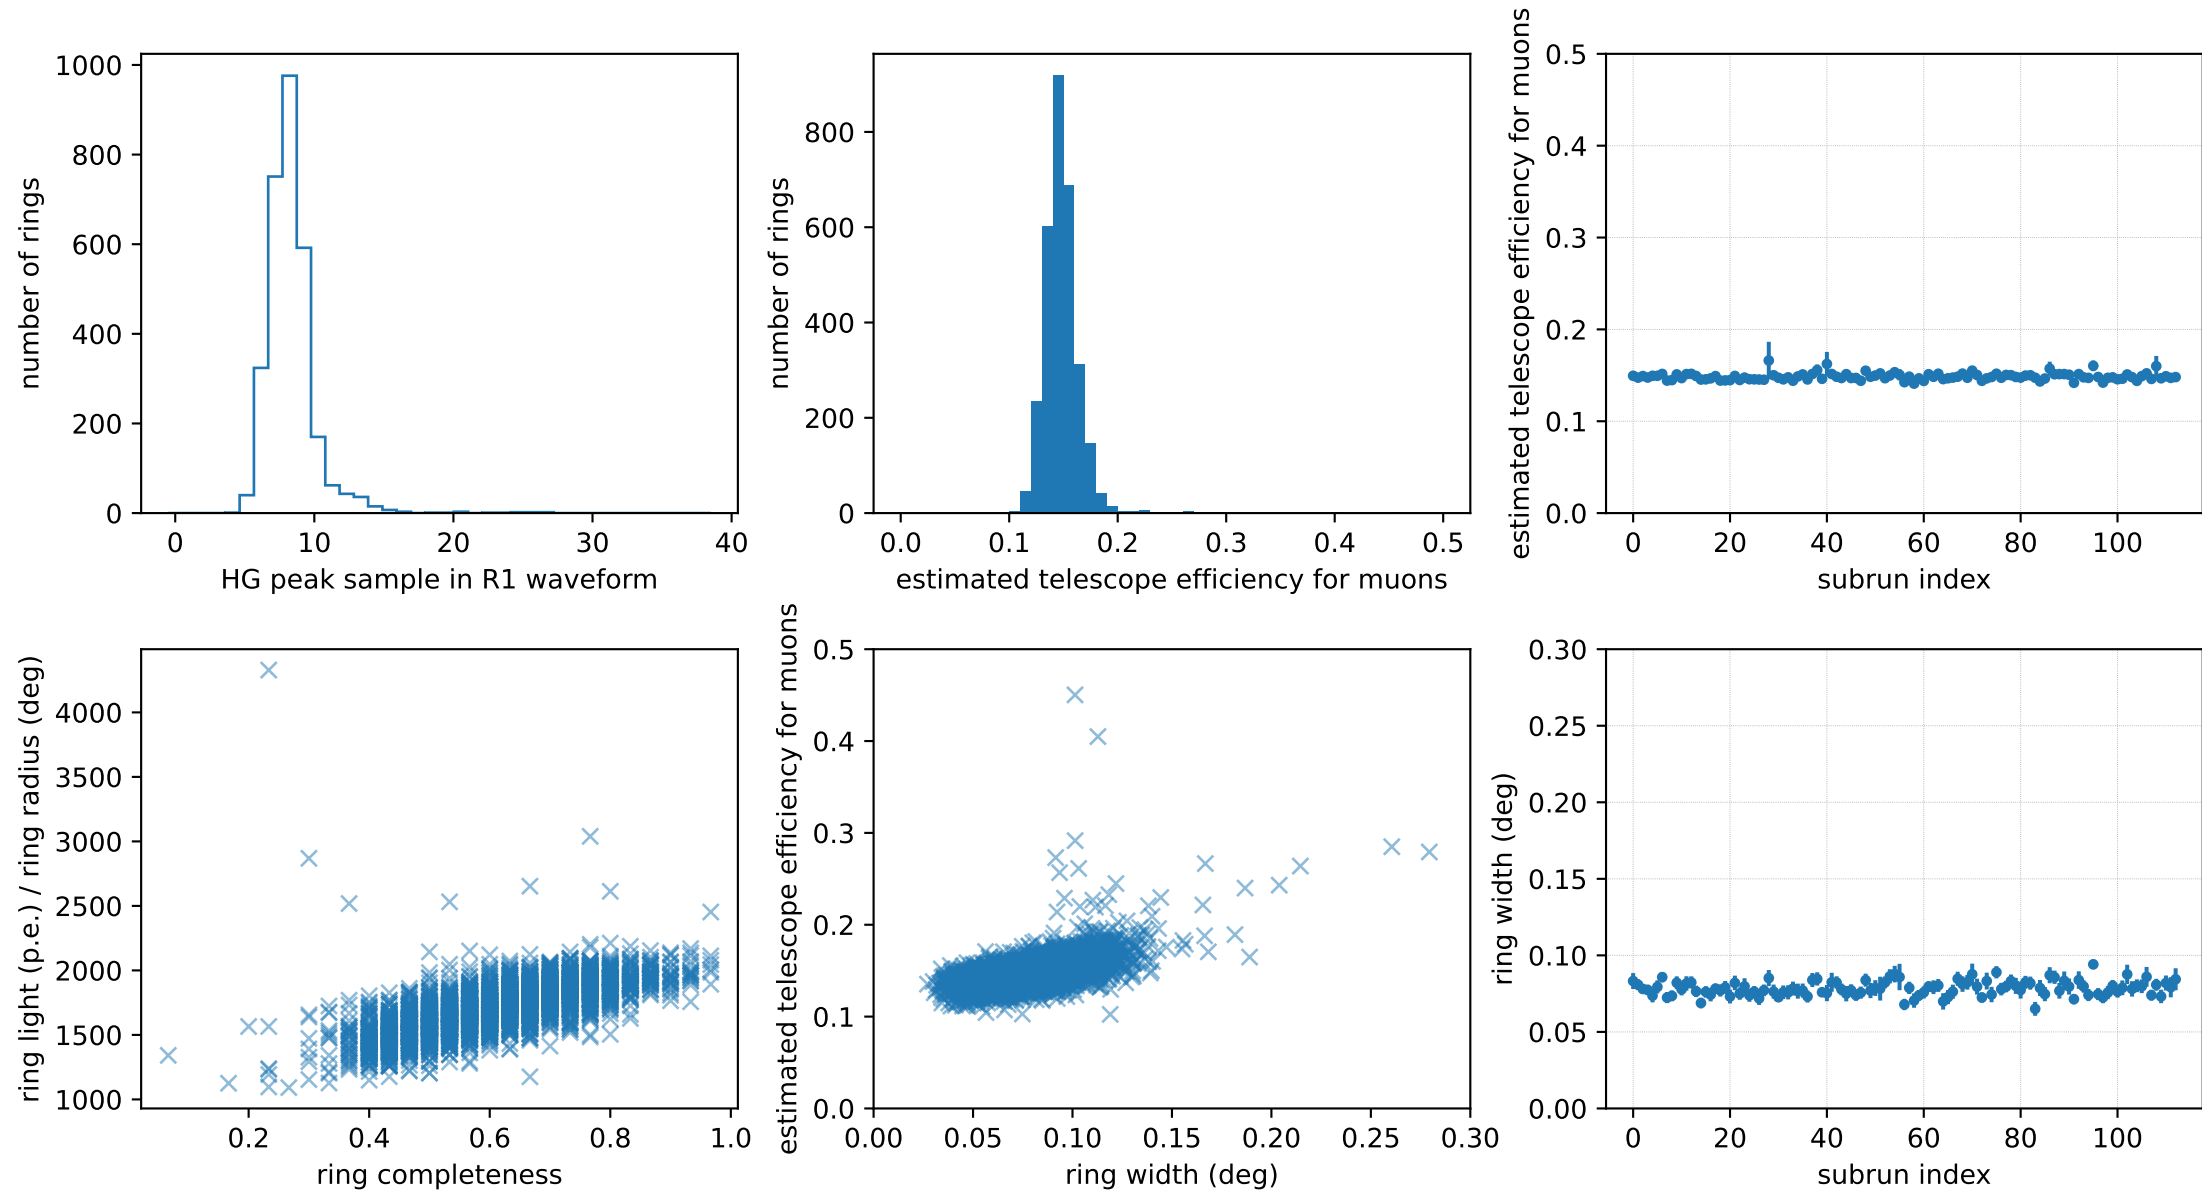 number of rings
1000
800
600
400
200
0
0 10 20 30 40
HG peak sample in R1 waveform
number of rings
800
600
400
200
0
0.0 0.1 0.2 0.3 0.4 0.5
estimated telescope efficiency for muons
estimated telescope efficiency for muons
0.5
0.4
0.3
0.2
0.1
0.0
0 20 40 60 80 100
subrun index
ring light (p.e.) / ring radius (deg)
4000
3500
3000
2500
2000
1500
1000
0.2 0.4 0.6 0.8 1.0
ring completeness
estimated telescope efficiency for muons
0.5
0.4
0.3
0.2
0.1
0.0
0.00 0.05 0.10 0.15 0.20 0.25 0.30
ring width (deg)
ring width (deg)
0.30
0.25
0.20
0.15
0.10
0.05
0.00
0 20 40 60 80 100
subrun index